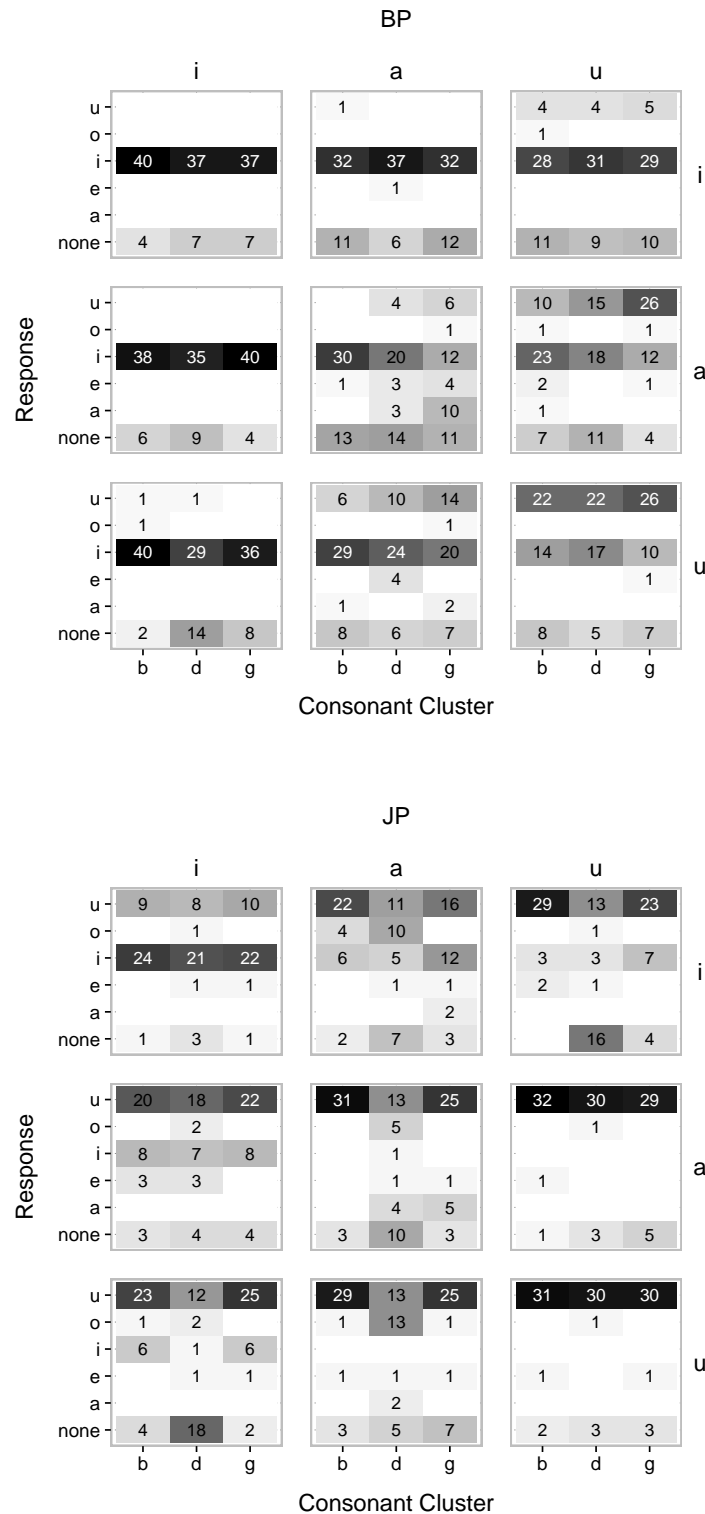 BP
i a u
u 1 4 4 5
o 1
i 40 37 37 32 37 32 28 31 29 i
e 1
a
none 4 7 7 11 6 12 11 9 10
u 4 6 10 15 26
o 1 1 1
i 38 35 40 30 20 12 23 18 12
e 1 3 4 2 1 a
a 3 10 1
none 6 9 4 13 14 11 7 11 4
Response
u 1 1 6 10 14 22 22 26
o 1 1
i 40 29 36 29 24 20 14 17 10
e 4 1 u
a 1 2
none 2 14 8 8 6 7 8 5 7
b d g b d g b d g
Consonant Cluster
JP
i a u
u 9 8 10 22 11 16 29 13 23
o 1 4 10 1
i 24 21 22 6 5 12 3 3 7
e 1 1 1 1 2 1 i
a 2
none 1 3 1 2 7 3 16 4
u 20 18 22 31 13 25 32 30 29
o 2 5 1
i 8 7 8 1
e 3 3 1 1 1 a
a 4 5
none 3 4 4 3 10 3 1 3 5
Response
u 23 12 25 29 13 25 31 30 30
o 1 2 1 13 1 1
i 6 1 6
e 1 1 1 1 1 1 1 u
a 2
none 4 18 2 3 5 7 2 3 3
b d g b d g b d g
Consonant Cluster